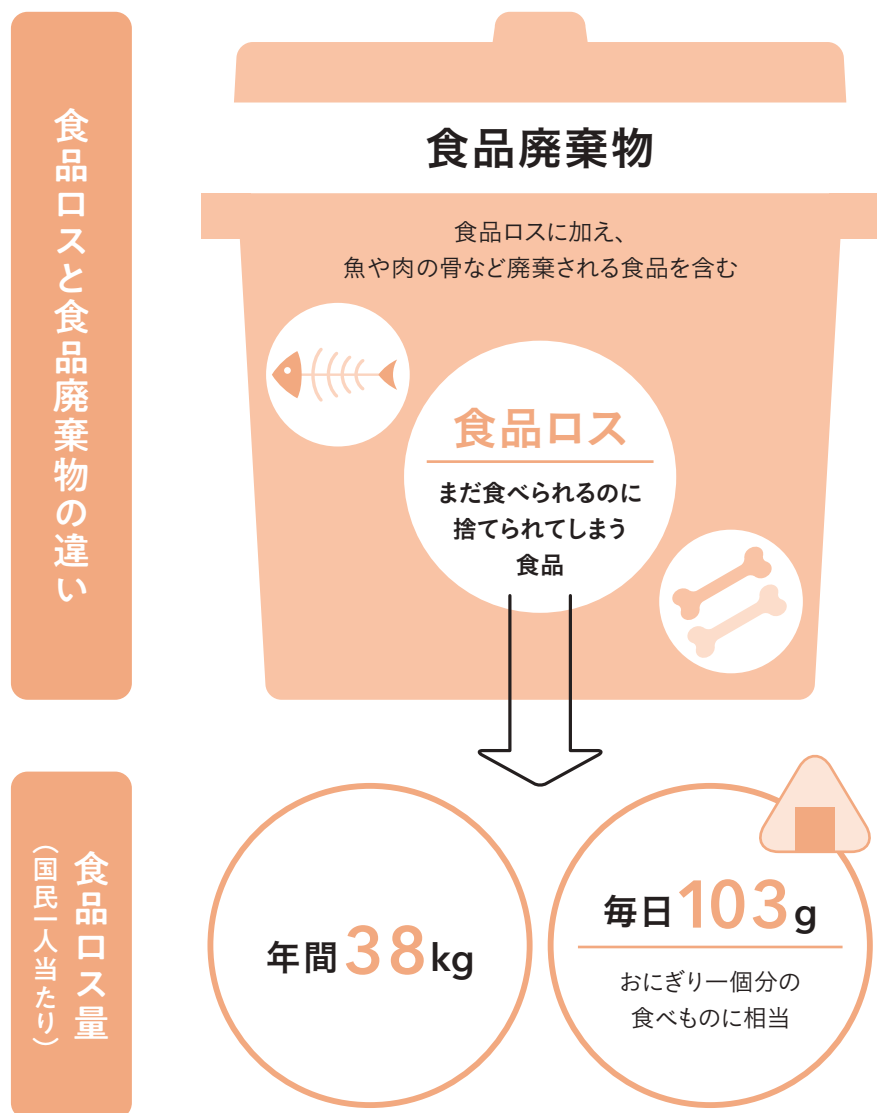 食品ロスと食品廃棄物の違い
食品廃棄物
食品ロスに加え、
魚や肉の骨など廃棄される食品を含む
食品ロス
まだ食べられるのに
捨てられてしまう
食品
食品ロス量
（国民一人当たり）
年間38kg
毎日103g
おにぎり一個分の
食べものに相当